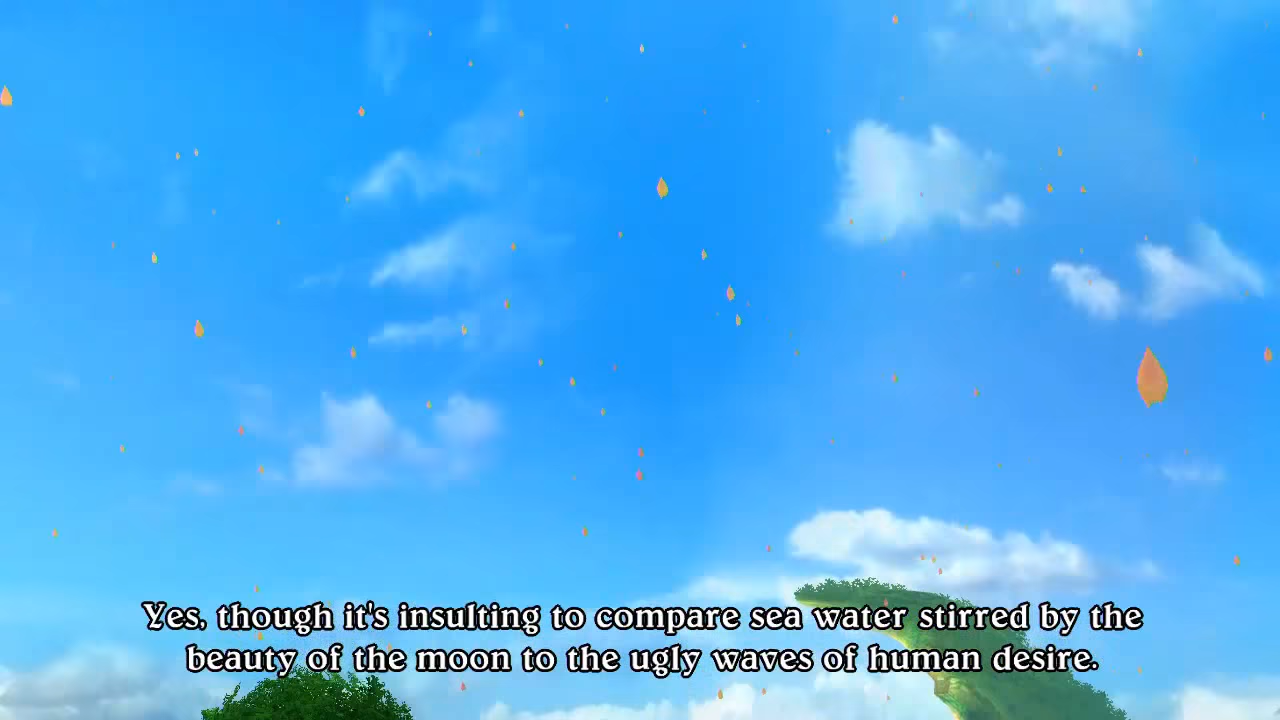 Yes, though it's insulting to compare sea water stirred by the
beauty of the moon to the ugly waves of human desire.